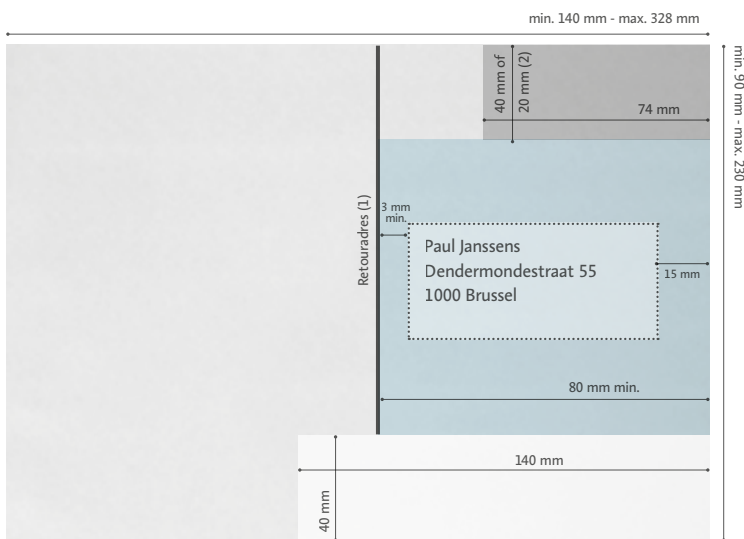 min. 140 mm - max. 328 mm
min. 90 mm - max. 230 mm
40 mm of
20 mm (2)
74 mm
Retouradres (1)
3 mm
min.
Paul Janssens
Dendermondestraat 55
1000 Brussel
15 mm
80 mm min.
140 mm
40 mm